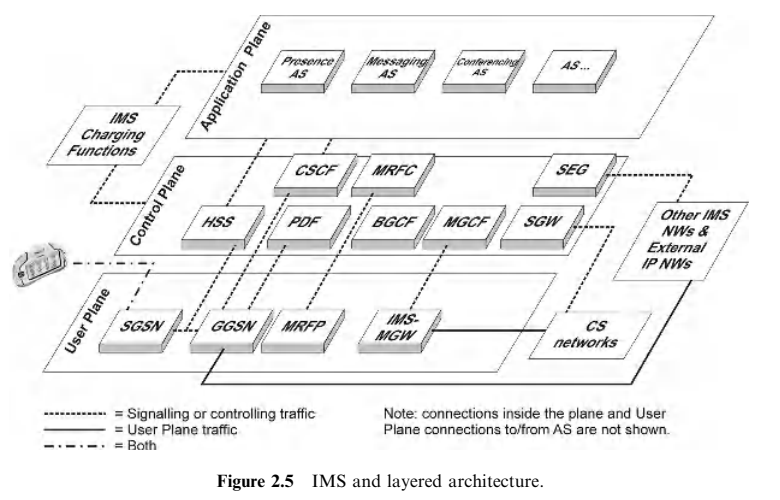 Application Plane
Presence
AS
Messaging
AS
Conferencing
AS
AS...
IMS
Charging
Functions
Control Plane
CSCF
MRFC
SEG
HSS
PDF
BGCF
MGCF
SGW
Other IMS
NWs &
External
IP NWs
User Plane
SGSN
GGSN
MRFP
IMS-
MGW
CS
networks
= Signalling or controlling traffic
= User Plane traffic
= Both
Note: connections inside the plane and User
Plane connections to/from AS are not shown.
Figure 2.5 IMS and layered architecture.